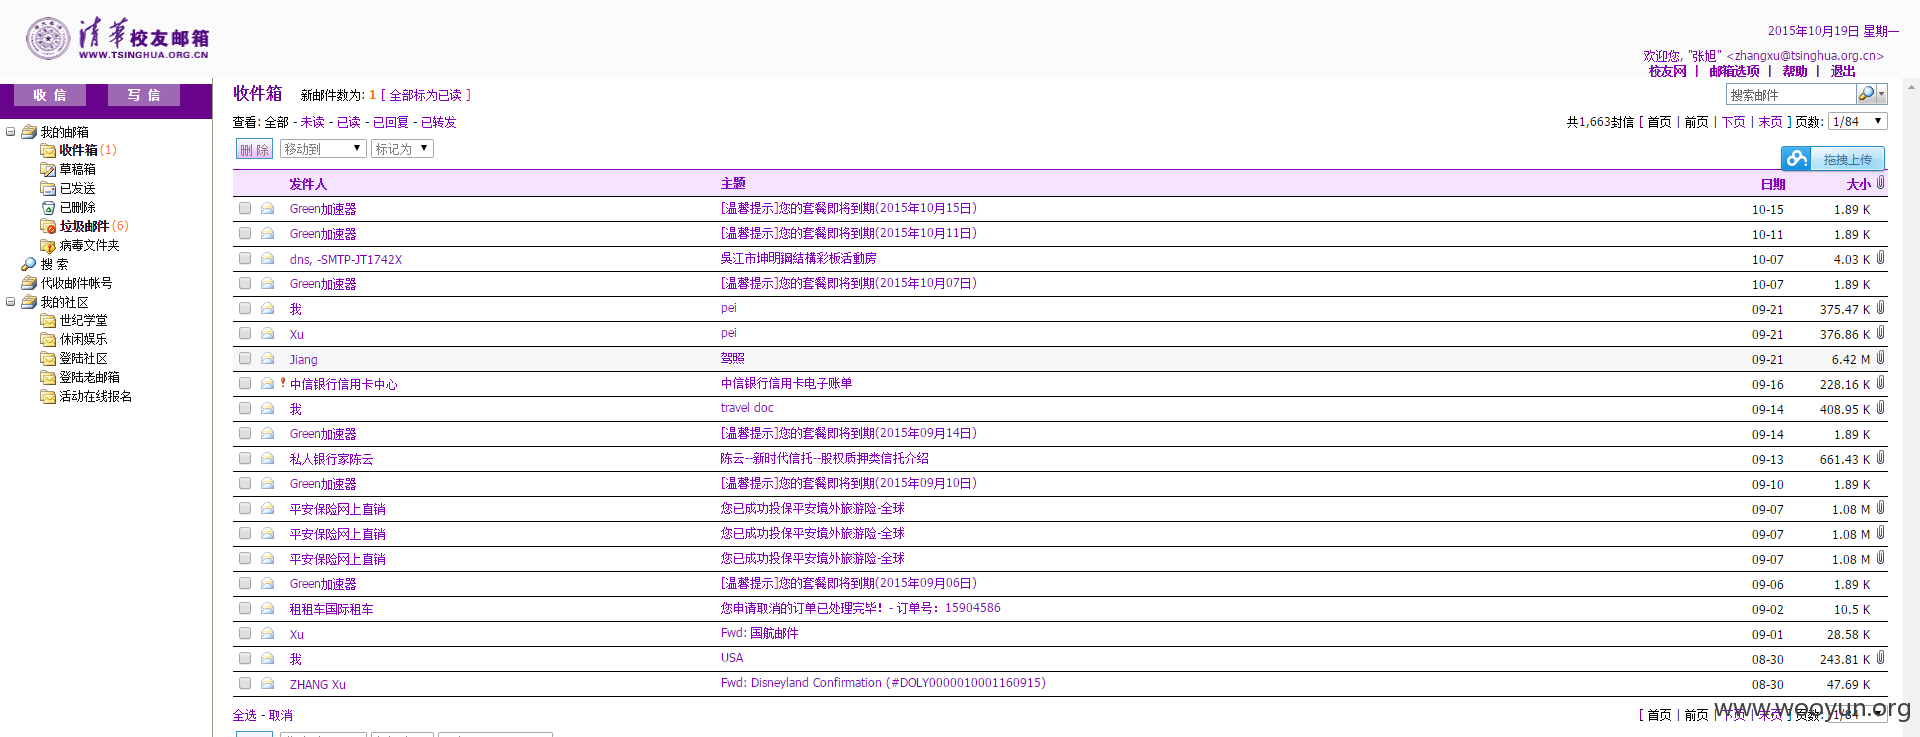 清华校友邮箱
WWW.TSINGHUA.ORG.CN
2015年10月19日 星期一
欢迎您, "张旭" <zhangxu@tsinghua.org.cn>
校友网 | 邮箱选项 | 帮助 | 退出
收 信 写 信
收件箱 新邮件数为: 1 [ 全部标为已读 ]
搜索邮件
查看: 全部 - 未读 - 已读 - 已回复 - 已转发
共1,663封信 [ 首页 | 前页 | 下页 | 末页 ] 页数: 1/84
删 除 移动到 标记为
拖拽上传
我的邮箱
收件箱(1)
草稿箱
已发送
已删除
垃圾邮件(6)
病毒文件夹
搜 索
代收邮件帐号
我的社区
世纪学堂
休闲娱乐
登陆社区
登陆老邮箱
活动在线报名
发件人 主题 日期 大小
Green加速器 [温馨提示]您的套餐即将到期(2015年10月15日) 10-15 1.89 K
Green加速器 [温馨提示]您的套餐即将到期(2015年10月11日) 10-11 1.89 K
dns, -SMTP-JT1742X 吳江市坤明鋼結構彩板活動房 10-07 4.03 K
Green加速器 [温馨提示]您的套餐即将到期(2015年10月07日) 10-07 1.89 K
我 pei 09-21 375.47 K
Xu pei 09-21 376.86 K
Jiang 驾照 09-21 6.42 M
中信银行信用卡中心 中信银行信用卡电子账单 09-16 228.16 K
我 travel doc 09-14 408.95 K
Green加速器 [温馨提示]您的套餐即将到期(2015年09月14日) 09-14 1.89 K
私人银行家陈云 陈云--新时代信托--股权质押类信托介绍 09-13 661.43 K
Green加速器 [温馨提示]您的套餐即将到期(2015年09月10日) 09-10 1.89 K
平安保险网上直销 您已成功投保平安境外旅游险-全球 09-07 1.08 M
平安保险网上直销 您已成功投保平安境外旅游险-全球 09-07 1.08 M
平安保险网上直销 您已成功投保平安境外旅游险-全球 09-07 1.08 M
Green加速器 [温馨提示]您的套餐即将到期(2015年09月06日) 09-06 1.89 K
租租车国际租车 您申请取消的订单已处理完毕! - 订单号: 15904586 09-02 10.5 K
Xu Fwd: 国航邮件 09-01 28.58 K
我 USA 08-30 243.81 K
ZHANG Xu Fwd: Disneyland Confirmation (#DOLY0000010001160915) 08-30 47.69 K
全选 - 取消
[ 首页 | 前页 | 下页 | 末页 ] 页数: 1/84
www.wooyun.org